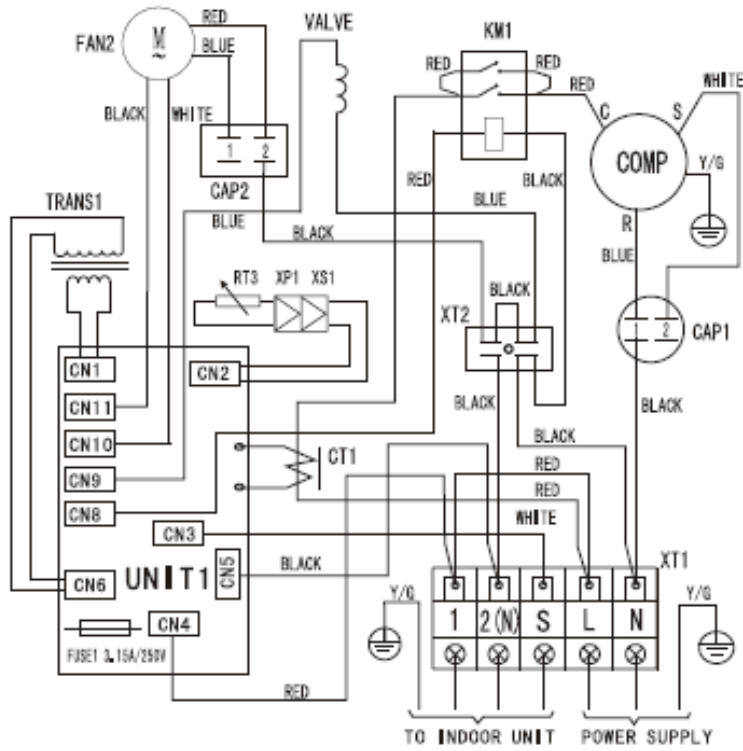 RED
VALVE
KM1
FAN2
M
~
BLUE
RED
RED
RED
WHITE
BLACK
WHITE
C
S
COMP
Y/G
1
2
CAP2
TRANS1
BLUE
RED
BLACK
BLUE
R
BLUE
BLACK
RT3
XP1
XS1
BLACK
XT2
1
2
CAP1
CN1
CN2
CN11
BLACK
BLACK
CN10
BLACK
CN9
CT1
RED
CN8
RED
WHITE
CN3
XT1
CN5
BLACK
CN6
UNIT1
Y/G
Y/G
1
2(N)
S
L
N
CN4
FUSE1 3.15A/250V
RED
TO INDOOR UNIT
POWER SUPPLY